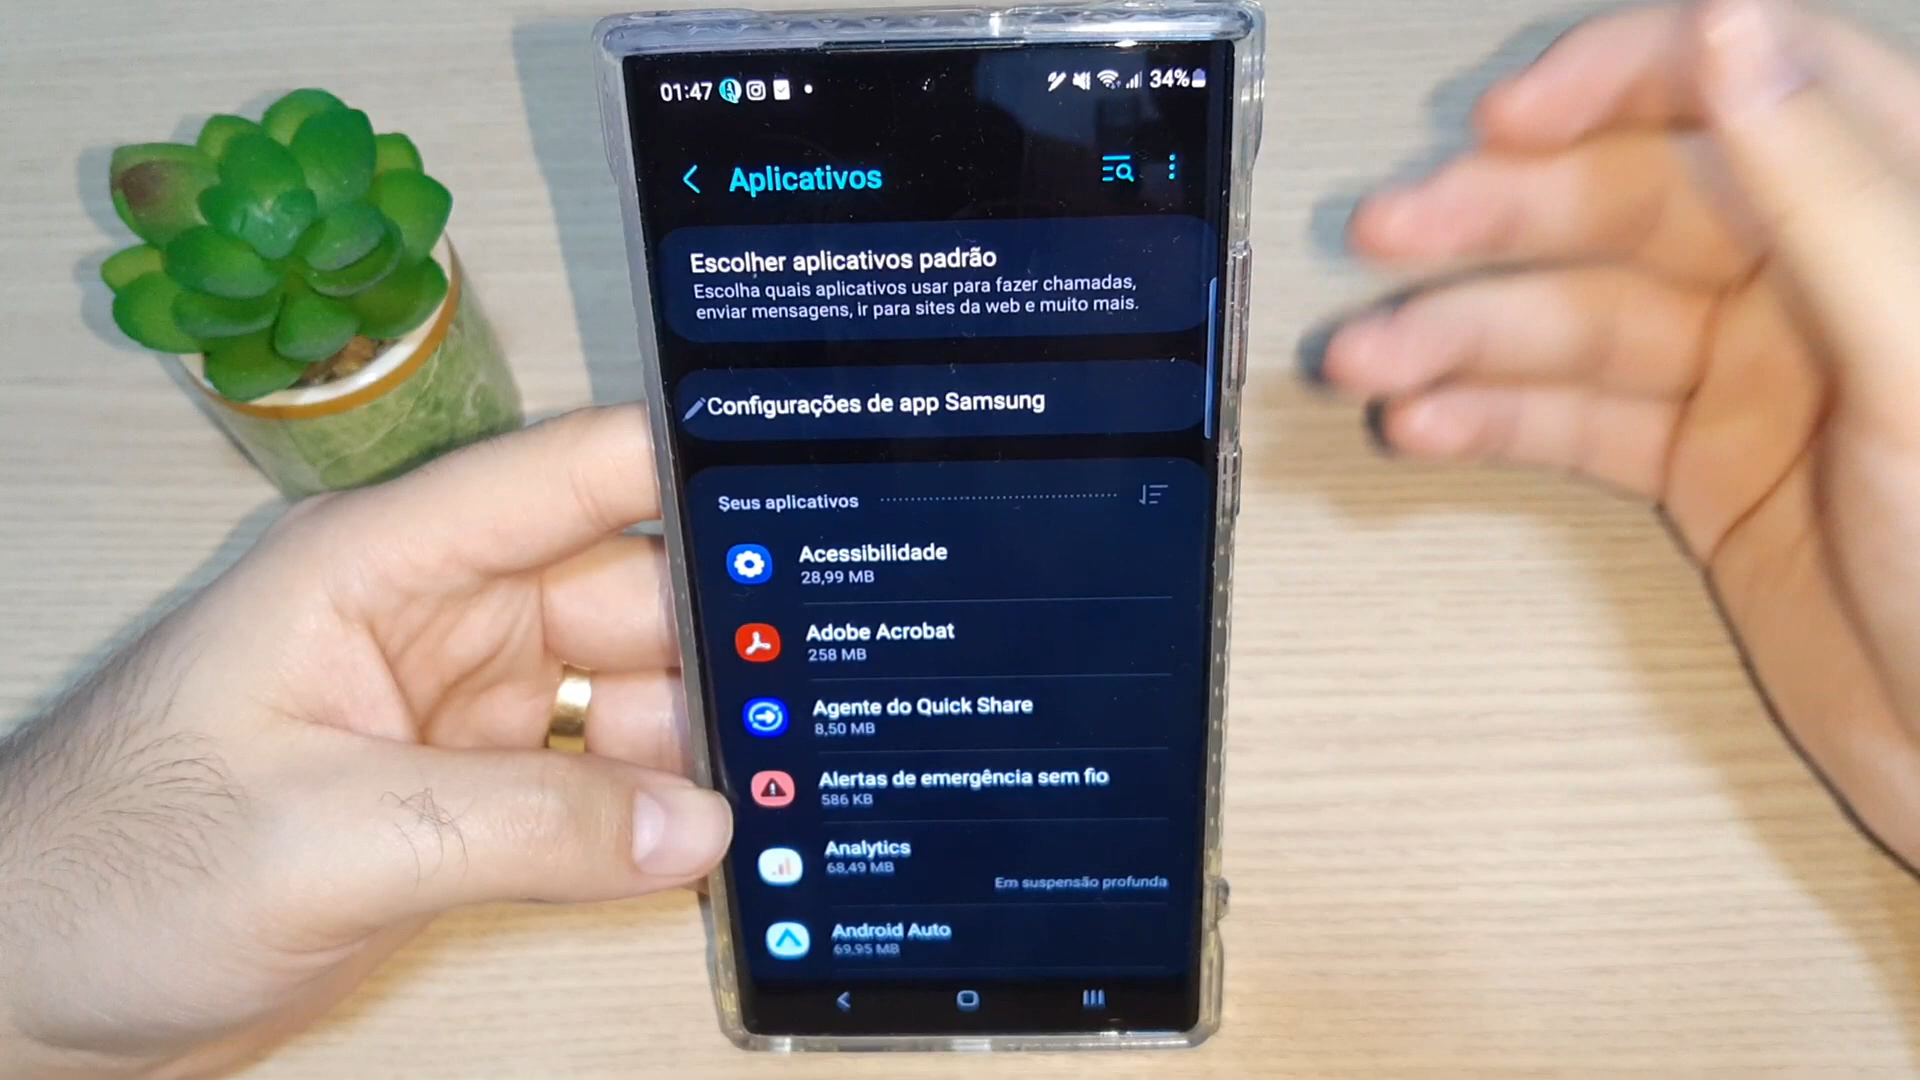 01:47
34%
Aplicativos
Escolher aplicativos padrão
Escolha quais aplicativos usar para fazer chamadas,
enviar mensagens, ir para sites da web e muito mais.
Configurações de app Samsung
Seus aplicativos
Acessibilidade
28,99 MB
Adobe Acrobat
258 MB
Agente do Quick Share
8,50 MB
Alertas de emergência sem fio
586 KB
Analytics
68,49 MB
Em suspensão profunda
Android Auto
69,95 MB